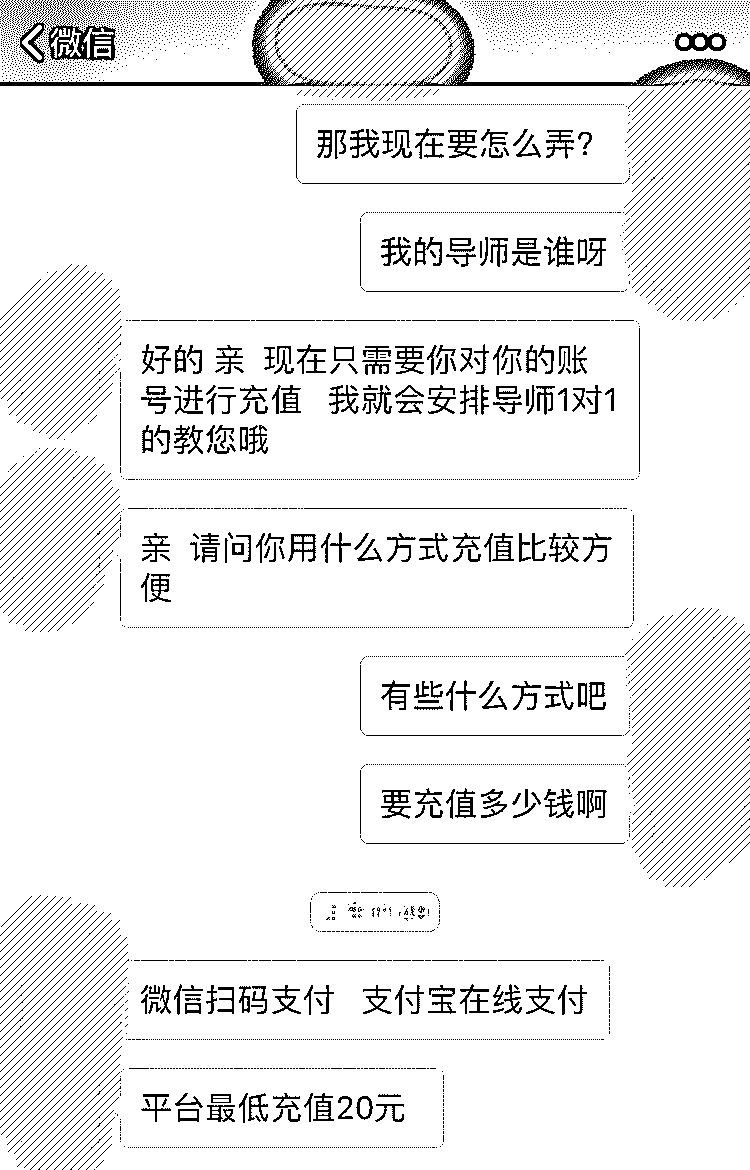 微信
那我现在要怎么弄?
我的导师是谁呀
好的 亲 现在只需要你对你的账
号进行充值 我就会安排导师1对1
的教您哦
亲 请问你用什么方式充值比较方
便
有些什么方式吧
要充值多少钱啊
微信扫码支付 支付宝在线支付
平台最低充值20元